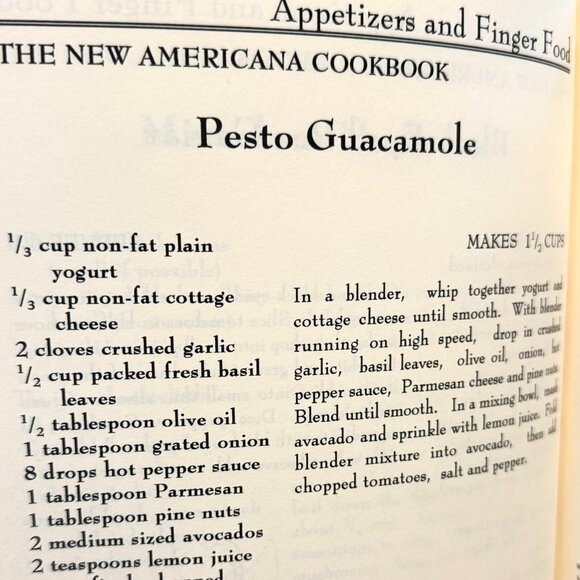 Appetizers and Finger Food
THE NEW AMERICANA COOKBOOK
Pesto Guacamole
1/3 cup non-fat plain
yogurt
1/3 cup non-fat cottage
cheese
2 cloves crushed garlic
1/2 cup packed fresh basil
leaves
1/2 tablespoon olive oil
1 tablespoon grated onion
8 drops hot pepper sauce
1 tablespoon Parmesan
1 tablespoon pine nuts
2 medium sized avocados
2 teaspoons lemon juice
MAKES 1 1/2 CUPS
In a blender, whip together yogurt and
cottage cheese until smooth. With blender
running on high speed, drop in crushed
garlic, basil leaves, olive oil, onion, hot
pepper sauce, Parmesan cheese and pine nuts.
Blend until smooth. In a mixing bowl, mash
avacado and sprinkle with lemon juice. Fold
blender mixture into avocado, then add
chopped tomatoes, salt and pepper.